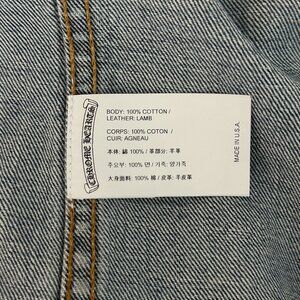 CHROME HEARTS
BODY: 100% COTTON /
LEATHER: LAMB
CORPS: 100% COTON /
CUIR: AGNEAU
本体: 綿 100% / 革部分: 羊革
주요부: 100% 면 / 가죽: 양가죽
大身面料: 100% 棉 / 皮革: 羊皮革
MADE IN U.S.A.